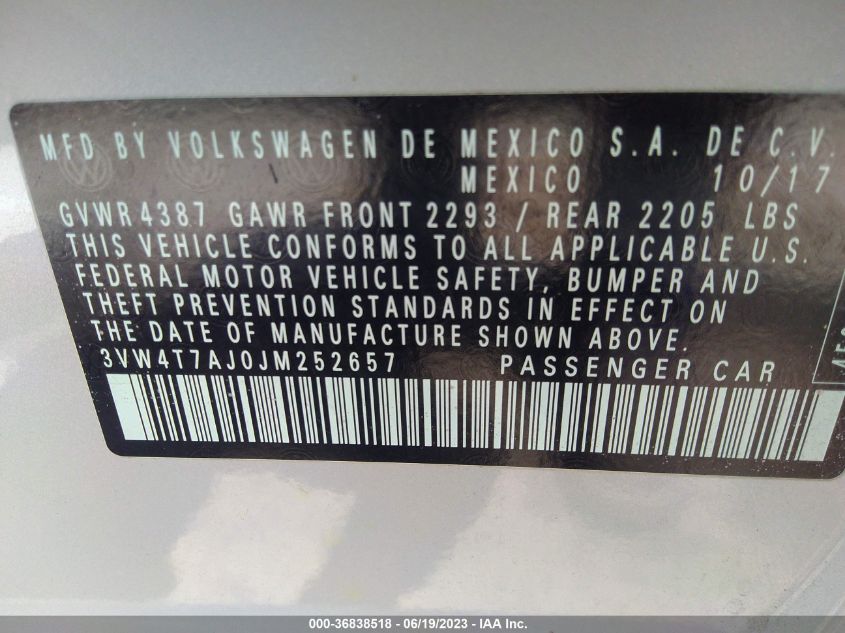 MFD BY VOLKSWAGEN DE MEXICO S.A. DE C.V.
MEXICO 10/17
GVWR 4387 GAWR FRONT 2293 / REAR 2205 LBS
THIS VEHICLE CONFORMS TO ALL APPLICABLE U.S.
FEDERAL MOTOR VEHICLE SAFETY, BUMPER AND
THEFT PREVENTION STANDARDS IN EFFECT ON
THE DATE OF MANUFACTURE SHOWN ABOVE.
3VW4T7AJ0JM252657 PASSENGER CAR
000-36838518 - 06/19/2023 - IAA Inc.